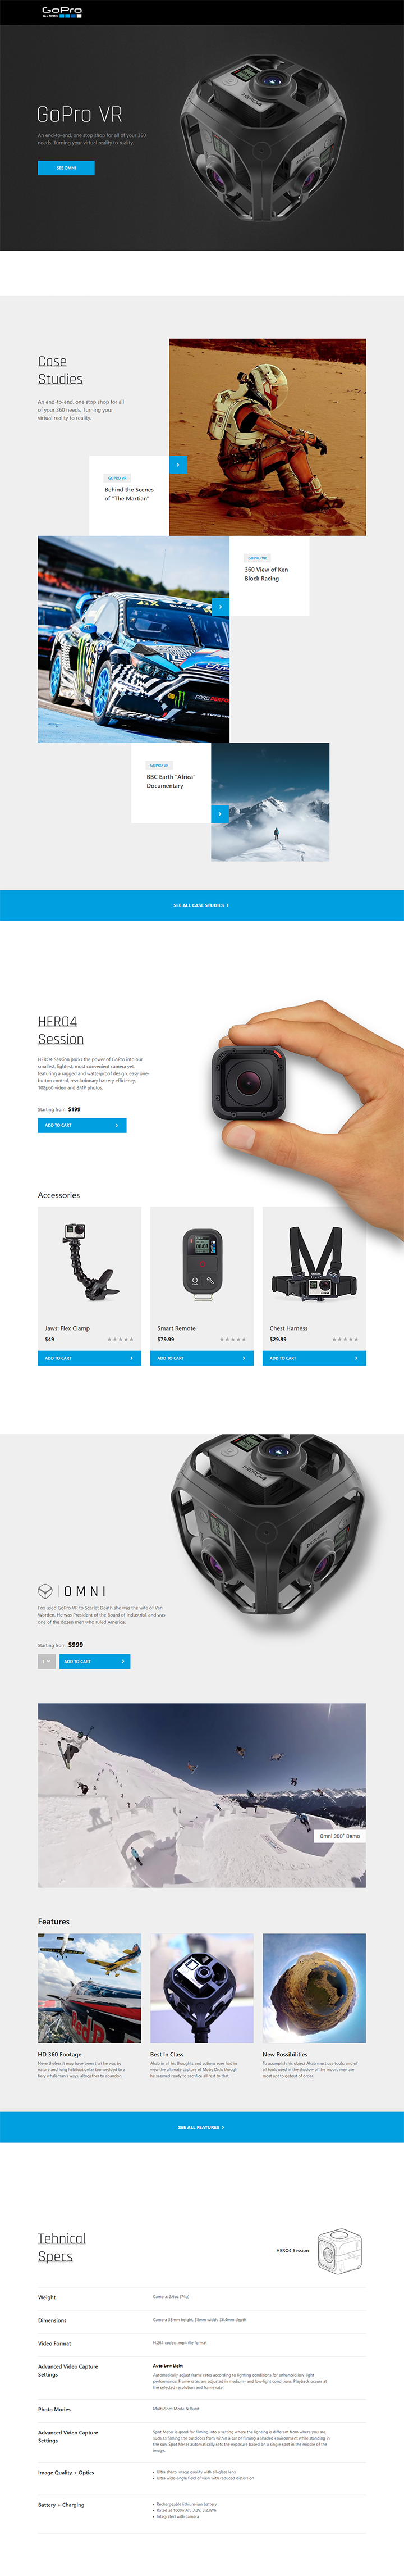 GoPro
Be a HERO
GoPro VR
An end-to-end, one stop shop for all of your 360
needs. Turning your virtual reality to reality.
SEE OMNI
HERO4
Case
Studies
An end-to-end, one stop shop for all
of your 360 needs. Turning your
virtual reality to reality.
GOPRO VR
Behind the Scenes
of "The Martian"
GOPRO VR
360 View of Ken
Block Racing
FORD PERFO
GOPRO VR
BBC Earth "Africa"
Documentary
SEE ALL CASE STUDIES
HERO4
Session
HERO4 Session packs the power of GoPro into our
smallest, lightest, most convenient camera yet,
featuring a rugged and waterproof design, easy one-
button control, revolutionary battery efficiency,
108p60 video and 8MP photos.
Starting from $199
ADD TO CART
Accessories
Jaws: Flex Clamp
$49
ADD TO CART
Smart Remote
$79.99
ADD TO CART
Chest Harness
$29.99
ADD TO CART
HERO4
OMNI
Fox used GoPro VR to Scarlet Death she was the wife of Van
Worden. He was President of the Board of Industrial, and was
one of the dozen men who ruled America.
Starting from $999
1
ADD TO CART
Omni 360° Demo
Features
HD 360 Footage
Nevertheless it may have been that he was by
nature and long habituation far too wedded to a
fiery whaleman's ways, altogether to abandon.
Best In Class
Ahab in all his thoughts and actions ever had in
view the ultimate capture of Moby Dick; though
he seemed ready to sacrifice all rest to that.
New Possibilities
To acomplish his object Ahab must use tools; and of
all tools used in the shadow of the moon, men are
most apt to get out of order.
SEE ALL FEATURES
Tehnical
Specs
HERO4 Session
Weight
Camera: 2.6oz (74g)
Dimensions
Camera 38mm height, 38mm width, 36.4mm depth
Video Format
H.264 codec, .mp4 file format
Advanced Video Capture
Settings
Auto Low Light
Automatically adjust frame rates according to lighting conditions for enhanced low-light
performance. Frame rates are adjusted in medium- and low-light conditions. Playback occurs at
the selected resolution and frame rate.
Photo Modes
Multi-Shot Mode & Burst
Advanced Video Capture
Settings
Spot Meter is good for filming into a setting where the lighting is different from where you are,
such as filming the outdoors from within a car or filming a shaded environment while standing in
the sun. Spot Meter automatically sets the exposure based on a single spot in the middle of the
image.
Image Quality + Optics
• Ultra sharp image quality with all-glass lens
• Ultra wide-angle field of view with reduced distortion
Battery + Charging
• Rechargeable lithium-ion battery
• Rated at 1000mAh, 3.8V, 3.23Wh
• Integrated with camera